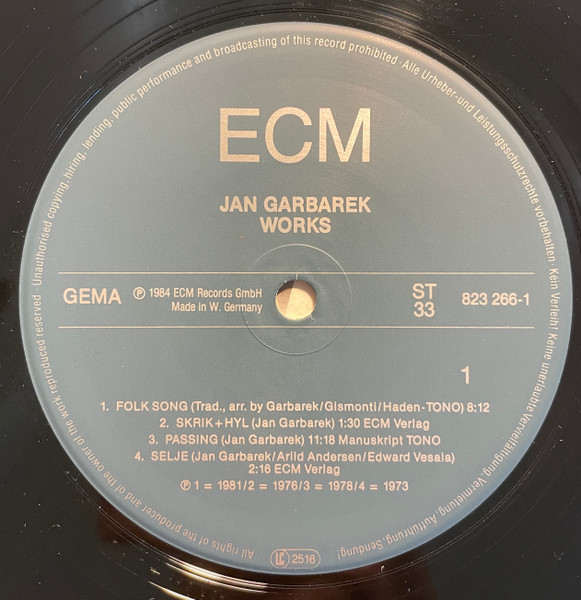 Unauthorised copying, hiring, lending, public performance and broadcasting of this record prohibited · Alle Urheber- und Leistungsschutzrechte vorbehalten · Kein Verleih! Keine unerlaubte Vervielfältigung, Vermietung, Aufführung, Sendung!
ECM
JAN GARBAREK
WORKS
GEMA
℗ 1984 ECM Records GmbH
Made in W. Germany
ST
33
823 266-1
1
1. FOLK SONG (Trad., arr. by Garbarek/Gismonti/Haden-TONO) 8:12
2. SKRIK+HYL (Jan Garbarek) 1:30 ECM Verlag
3. PASSING (Jan Garbarek) 11:18 Manuskript TONO
4. SELJE (Jan Garbarek/Arild Andersen/Edward Vesala)
2:16 ECM Verlag
℗ 1 = 1981/2 = 1976/3 = 1978/4 = 1973
All rights of the producer and of the owner of the work reproduced reserved ·
LC 2516